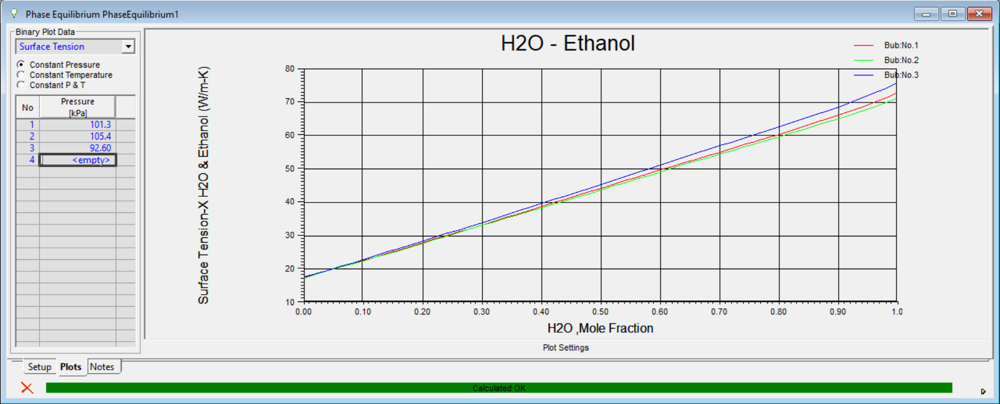 Phase Equilibrium PhaseEquilibrium1
Binary Plot Data
Surface Tension
Constant Pressure
Constant Temperature
Constant P & T
No Pressure [kPa]
1 101.3
2 105.4
3 92.60
4 <empty>
H2O - Ethanol
Bub:No.1
Bub:No.2
Bub:No.3
Surface Tension-X H2O & Ethanol (W/m-K)
80
70
60
50
40
30
20
10
0.00 0.10 0.20 0.30 0.40 0.50 0.60 0.70 0.80 0.90 1.0
H2O ,Mole Fraction
Plot Settings
Setup Plots Notes
Calculated OK